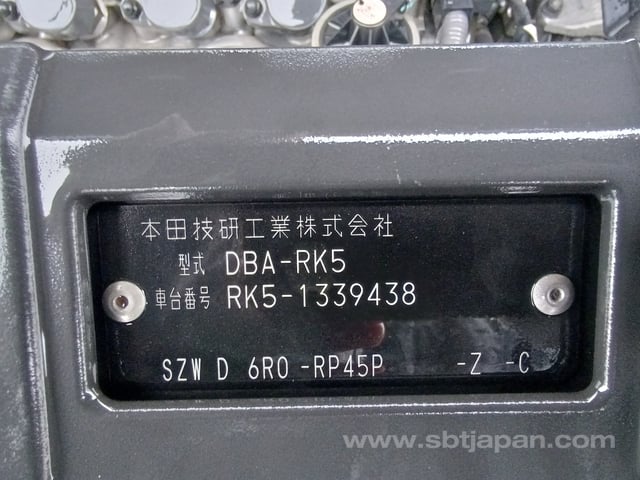 本田技研工業株式会社
型式 DBA-RK5
車台番号 RK5-1339438
SZW D 6R0 -RP45P -Z -C
www.sbtjapan.com